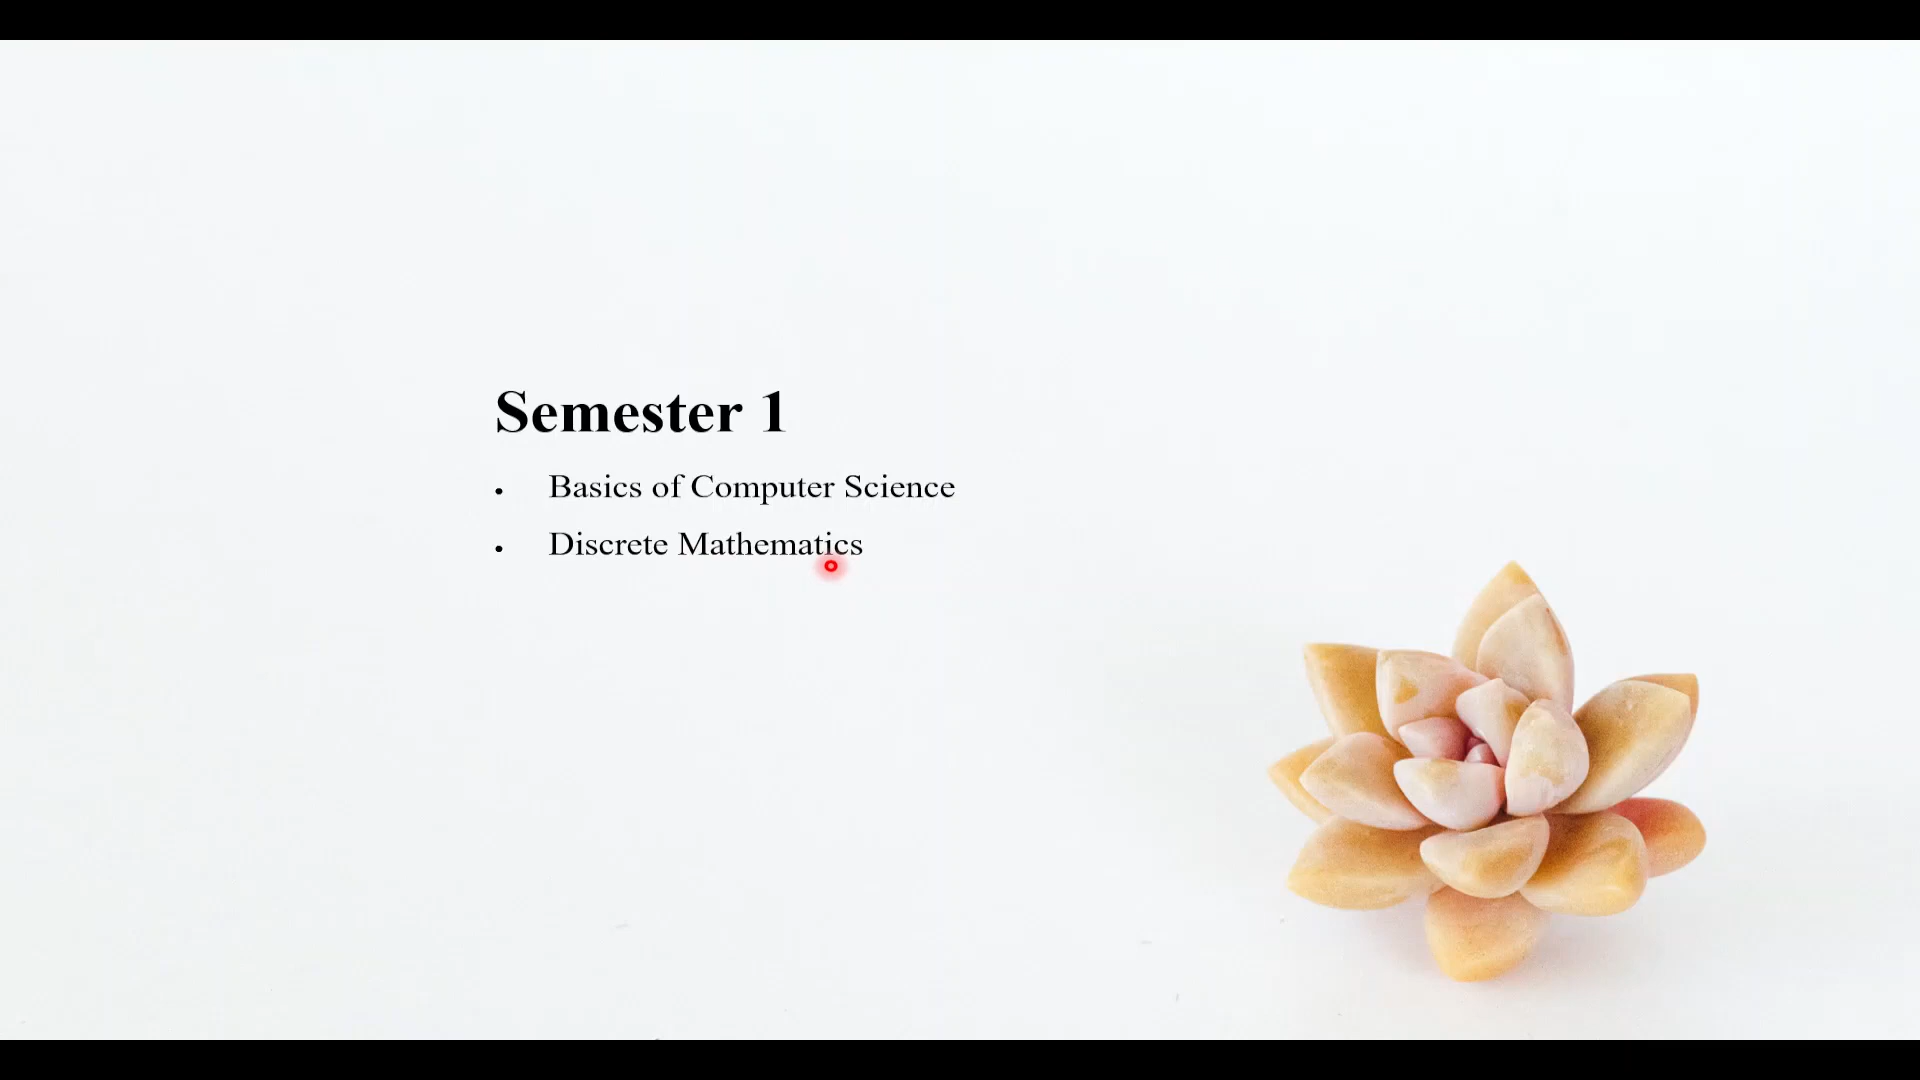 Semester 1
• Basics of Computer Science
• Discrete Mathematics